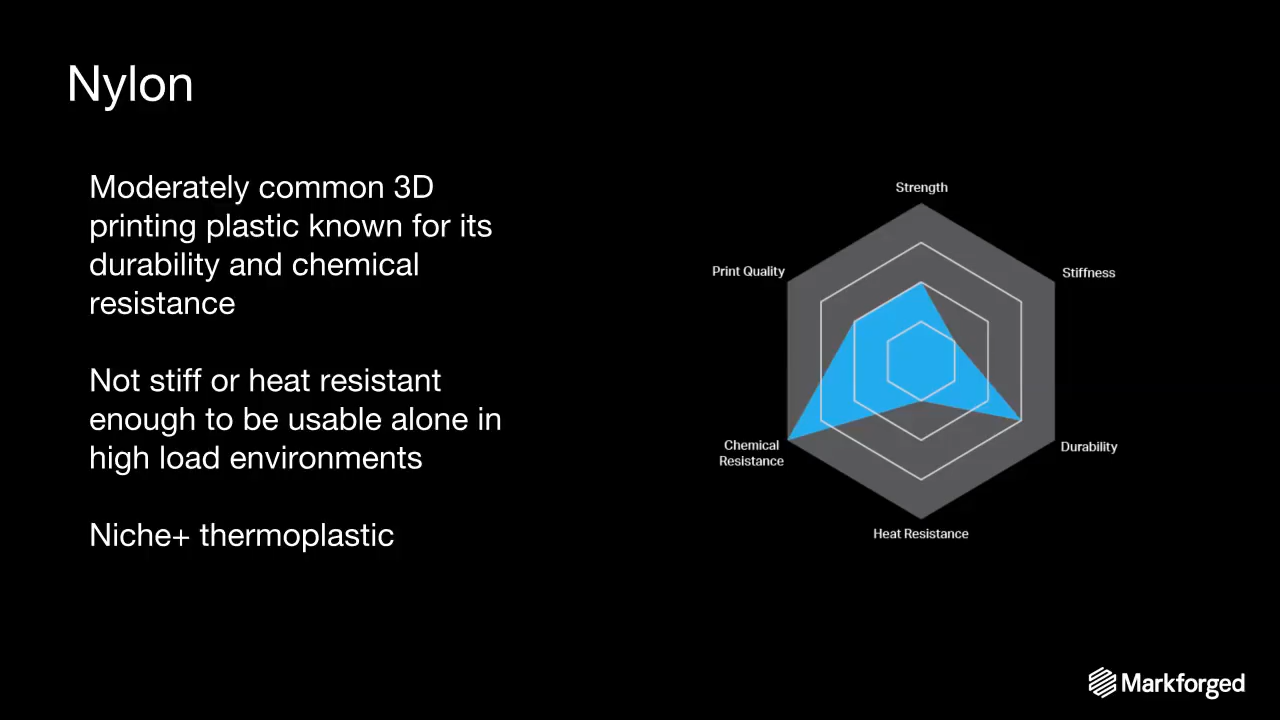 Nylon
Moderately common 3D
printing plastic known for its
durability and chemical
resistance
Not stiff or heat resistant
enough to be usable alone in
high load environments
Niche+ thermoplastic
Strength
Print Quality
Stiffness
Chemical
Resistance
Durability
Heat Resistance
Markforged